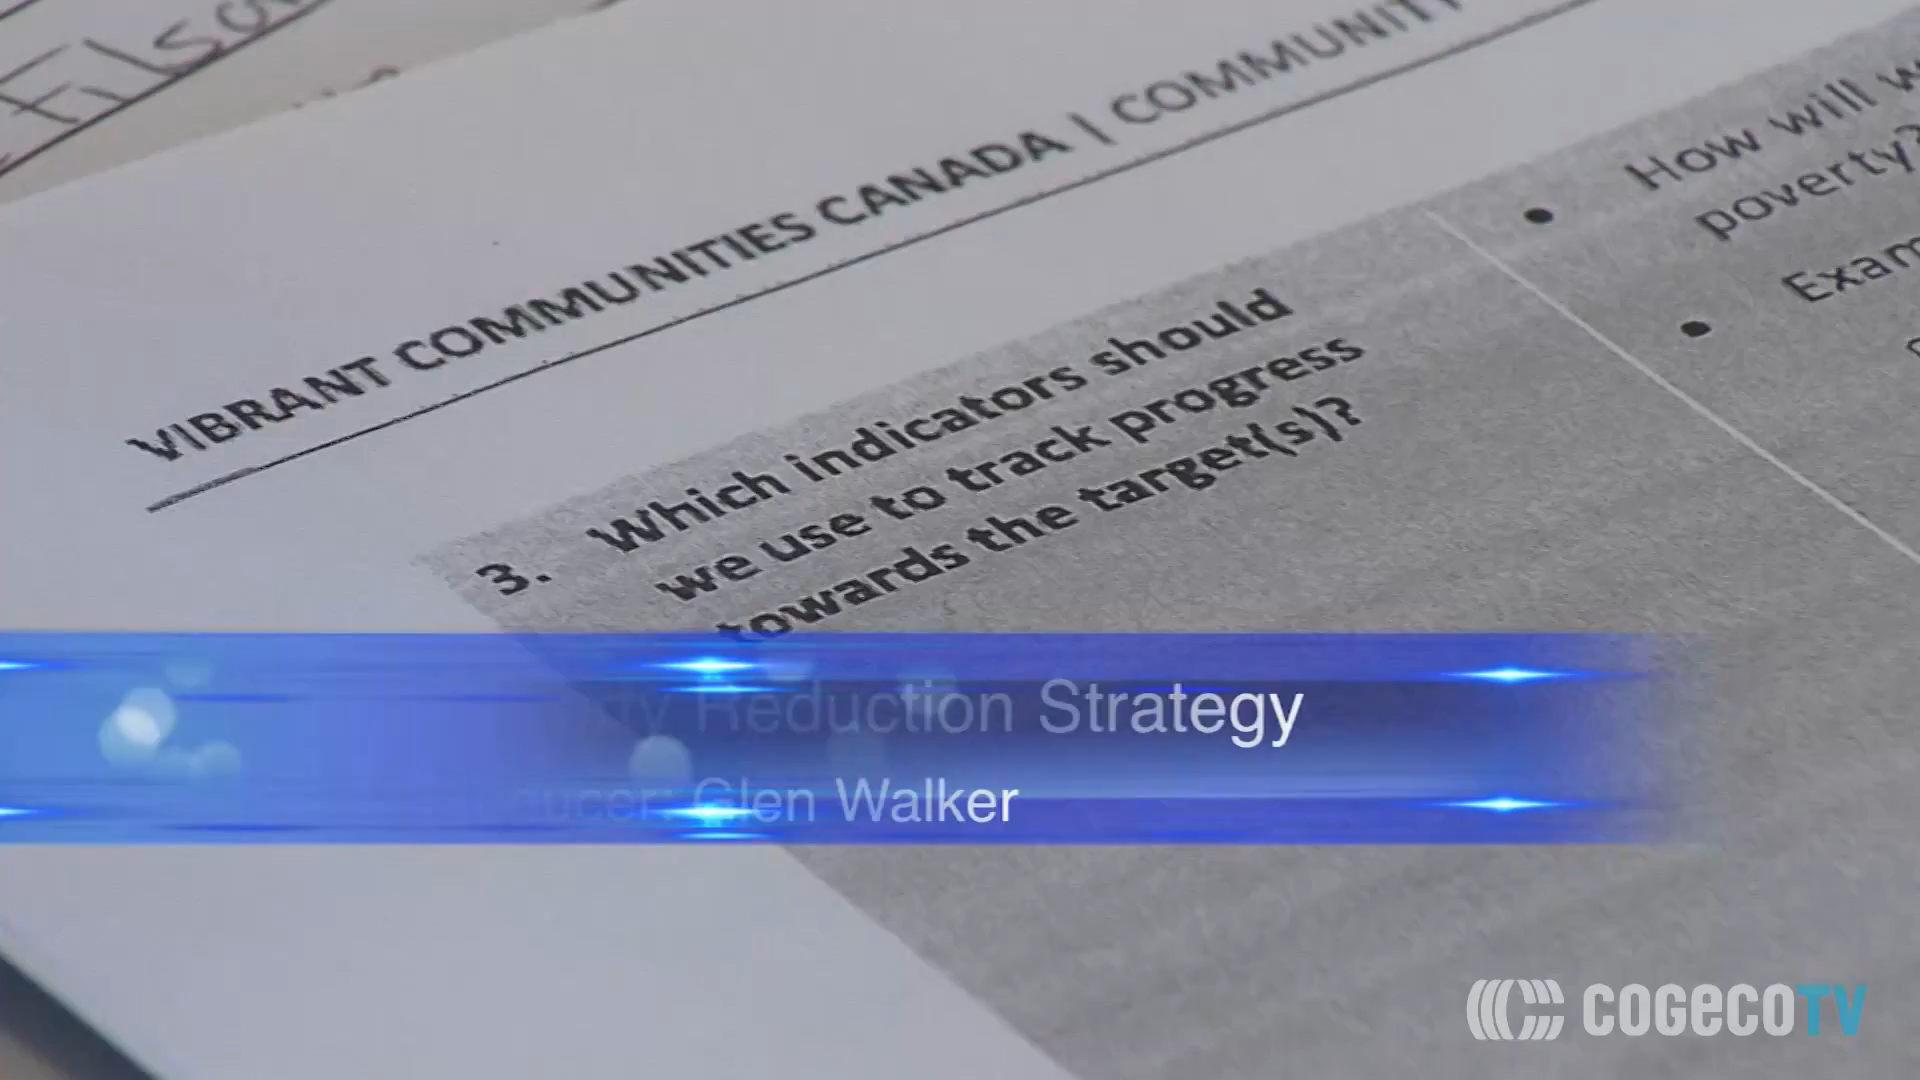 VIBRANT COMMUNITIES CANADA | COMMUNITY
How will
poverty?
3. Which indicators should
we use to track progress
towards the target(s)?
Reduction Strategy
Glen Walker
COGECOTV